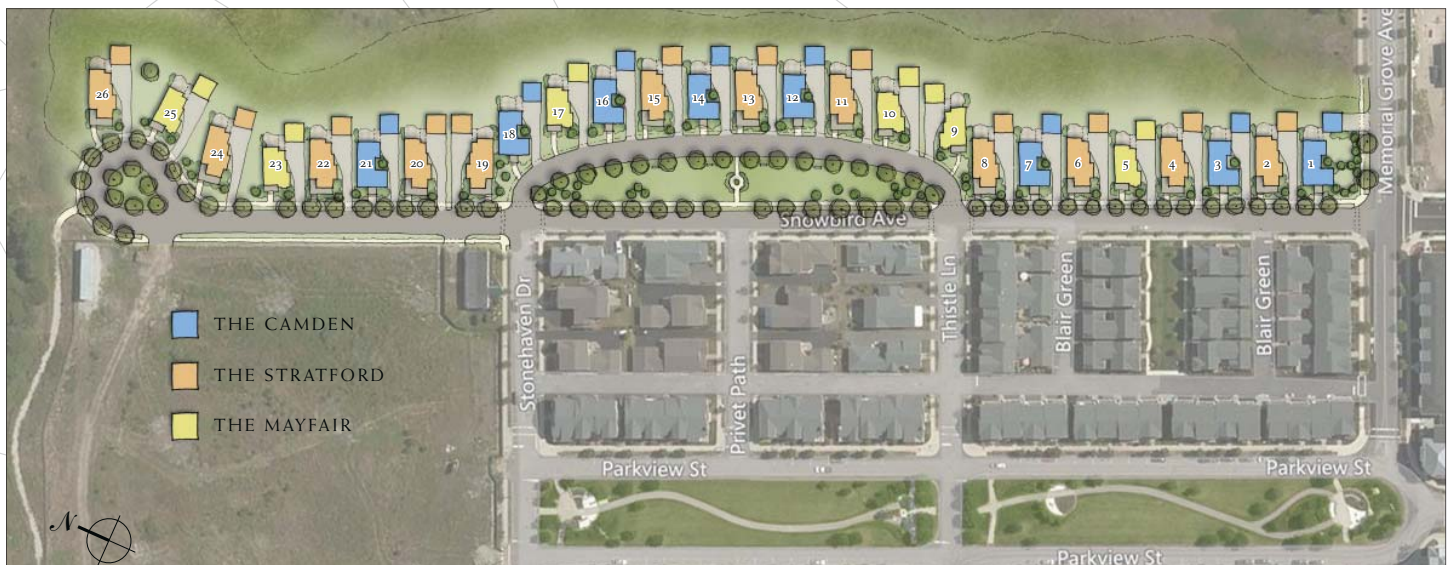 Memorial Grove Ave
26
25
24
23
22
21
20
19
18
17
16
15
14
13
12
11
10
9
8
7
6
5
4
3
2
1
Snowbird Ave
Stonehaven Dr
Privet Path
Thistle Ln
Blair Green
Blair Green
THE CAMDEN
THE STRATFORD
THE MAYFAIR
Parkview St
Parkview St
N
Parkview St